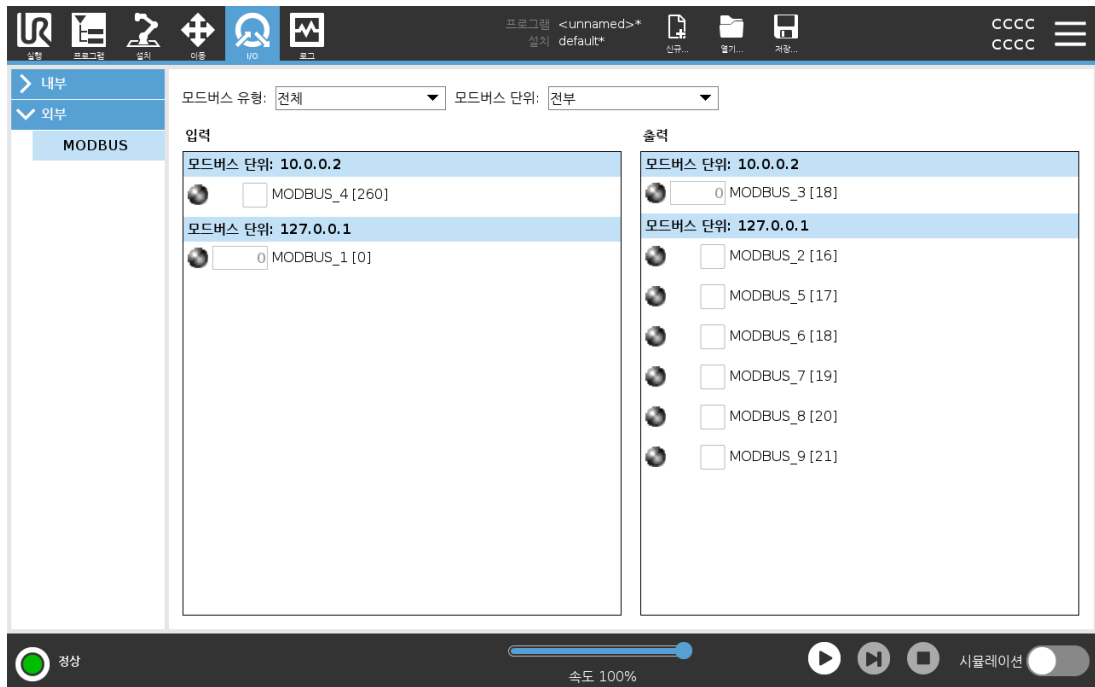 UR
실행 프로그램 설치 이동 I/O 로그
프로그램 <unnamed>*
설치 default*
신규... 열기... 저장...
CCCC
CCCC
내부
외부
MODBUS
모드버스 유형: 전체 모드버스 단위: 전부
입력
모드버스 단위: 10.0.0.2
MODBUS_4 [260]
모드버스 단위: 127.0.0.1
0 MODBUS_1 [0]
출력
모드버스 단위: 10.0.0.2
0 MODBUS_3 [18]
모드버스 단위: 127.0.0.1
MODBUS_2 [16]
MODBUS_5 [17]
MODBUS_6 [18]
MODBUS_7 [19]
MODBUS_8 [20]
MODBUS_9 [21]
정상
속도 100%
시뮬레이션